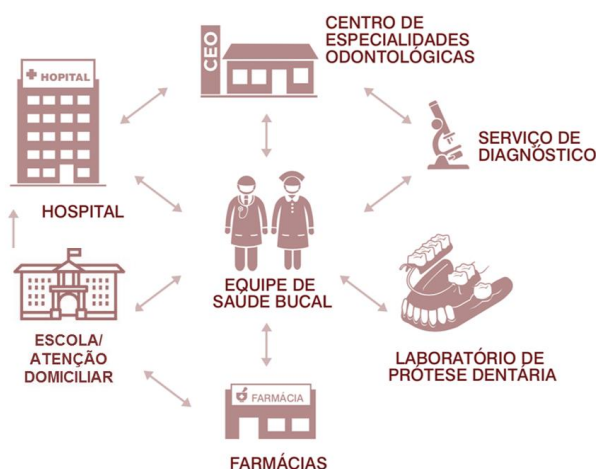 CENTRO DE
ESPECIALIDADES
ODONTOLÓGICAS
CEO
HOPITAL
SERVIÇO DE
DIAGNÓSTICO
HOSPITAL
EQUIPE DE
SAÚDE BUCAL
ESCOLA/
ATENÇÃO
DOMICILIAR
LABORATÓRIO DE
PRÓTESE DENTÁRIA
FARMÁCIA
FARMÁCIAS